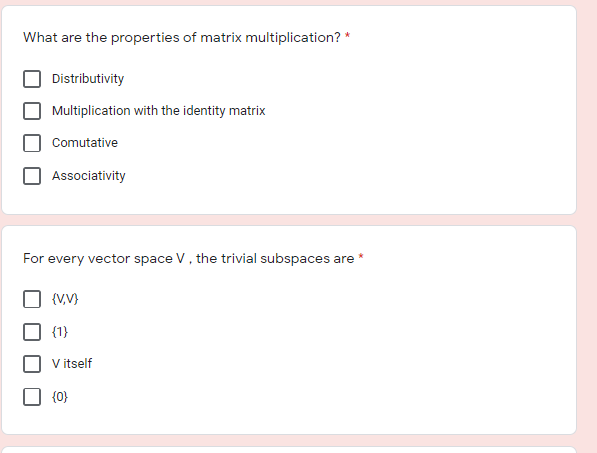 What are the properties of matrix multiplication? *
Distributivity
Multiplication with the identity matrix
Comutative
Associativity
For every vector space V , the trivial subspaces are *
{V,V}
{1}
V itself
{0}